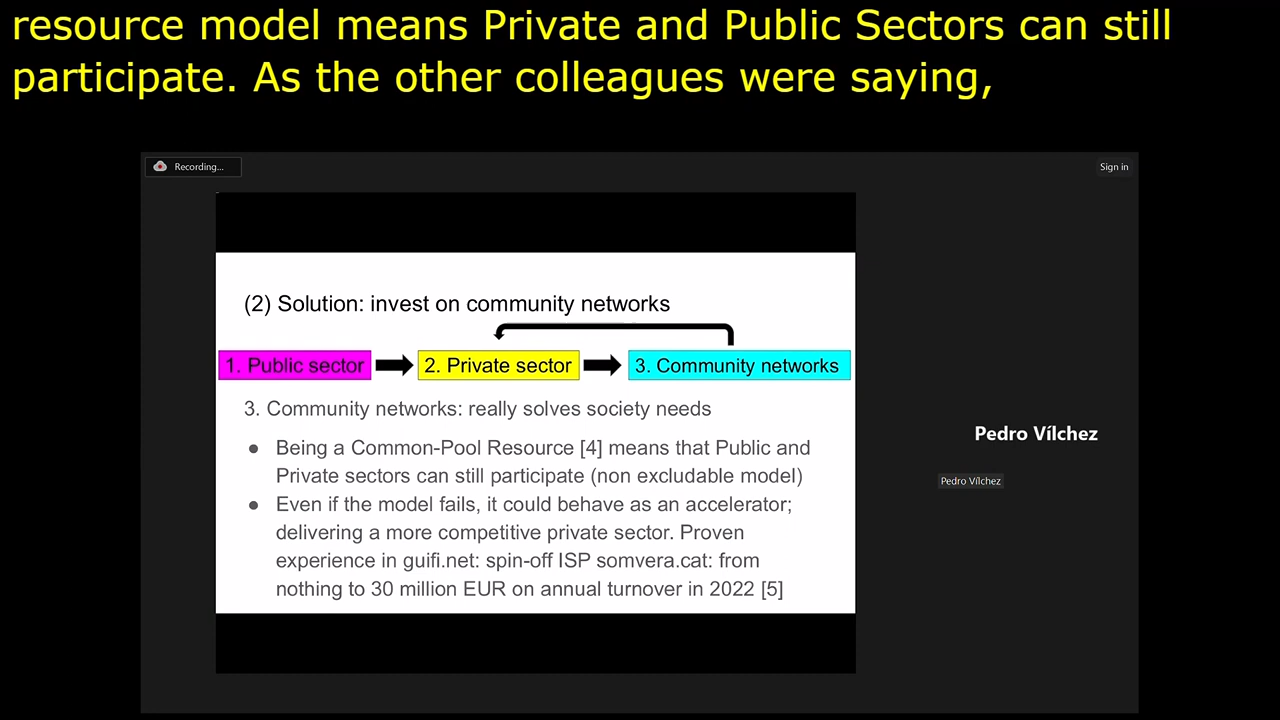 resource model means Private and Public Sectors can still
participate. As the other colleagues were saying,
Recording...
Sign in
(2) Solution: invest on community networks
1. Public sector
2. Private sector
3. Community networks
3. Community networks: really solves society needs
● Being a Common-Pool Resource [4] means that Public and
Private sectors can still participate (non excludable model)
● Even if the model fails, it could behave as an accelerator;
delivering a more competitive private sector. Proven
experience in guifi.net: spin-off ISP somvera.cat: from
nothing to 30 million EUR on annual turnover in 2022 [5]
Pedro Vílchez
Pedro Vílchez